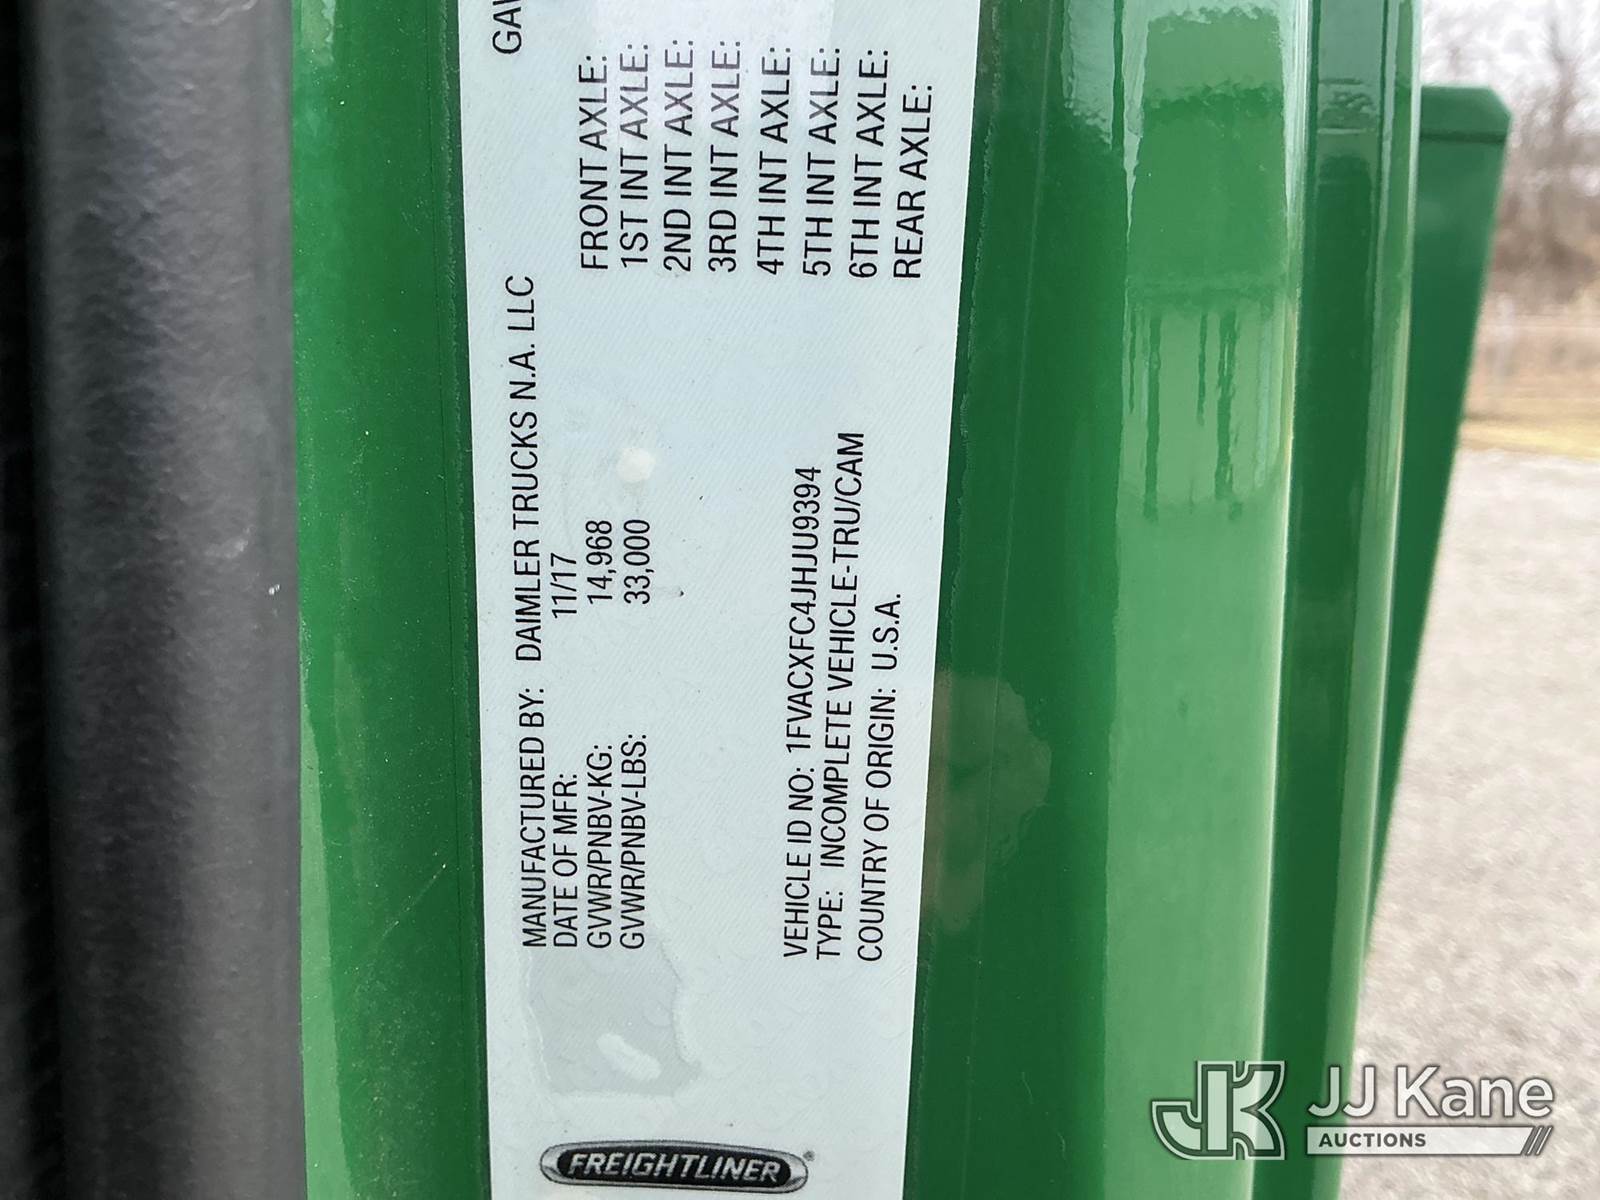 FREIGHTLINER®
MANUFACTURED BY: DAIMLER TRUCKS N.A. LLC
DATE OF MFR: 11/17
GVWR/PNBV-KG: 14,968
GVWR/PNBV-LBS: 33,000
VEHICLE ID NO: 1FVACXFC4JHJU9394
TYPE: INCOMPLETE VEHICLE-TRU/CAM
COUNTRY OF ORIGIN: U.S.A.
FRONT AXLE:
1ST INT AXLE:
2ND INT AXLE:
3RD INT AXLE:
4TH INT AXLE:
5TH INT AXLE:
6TH INT AXLE:
REAR AXLE:
JK JJ Kane
AUCTIONS